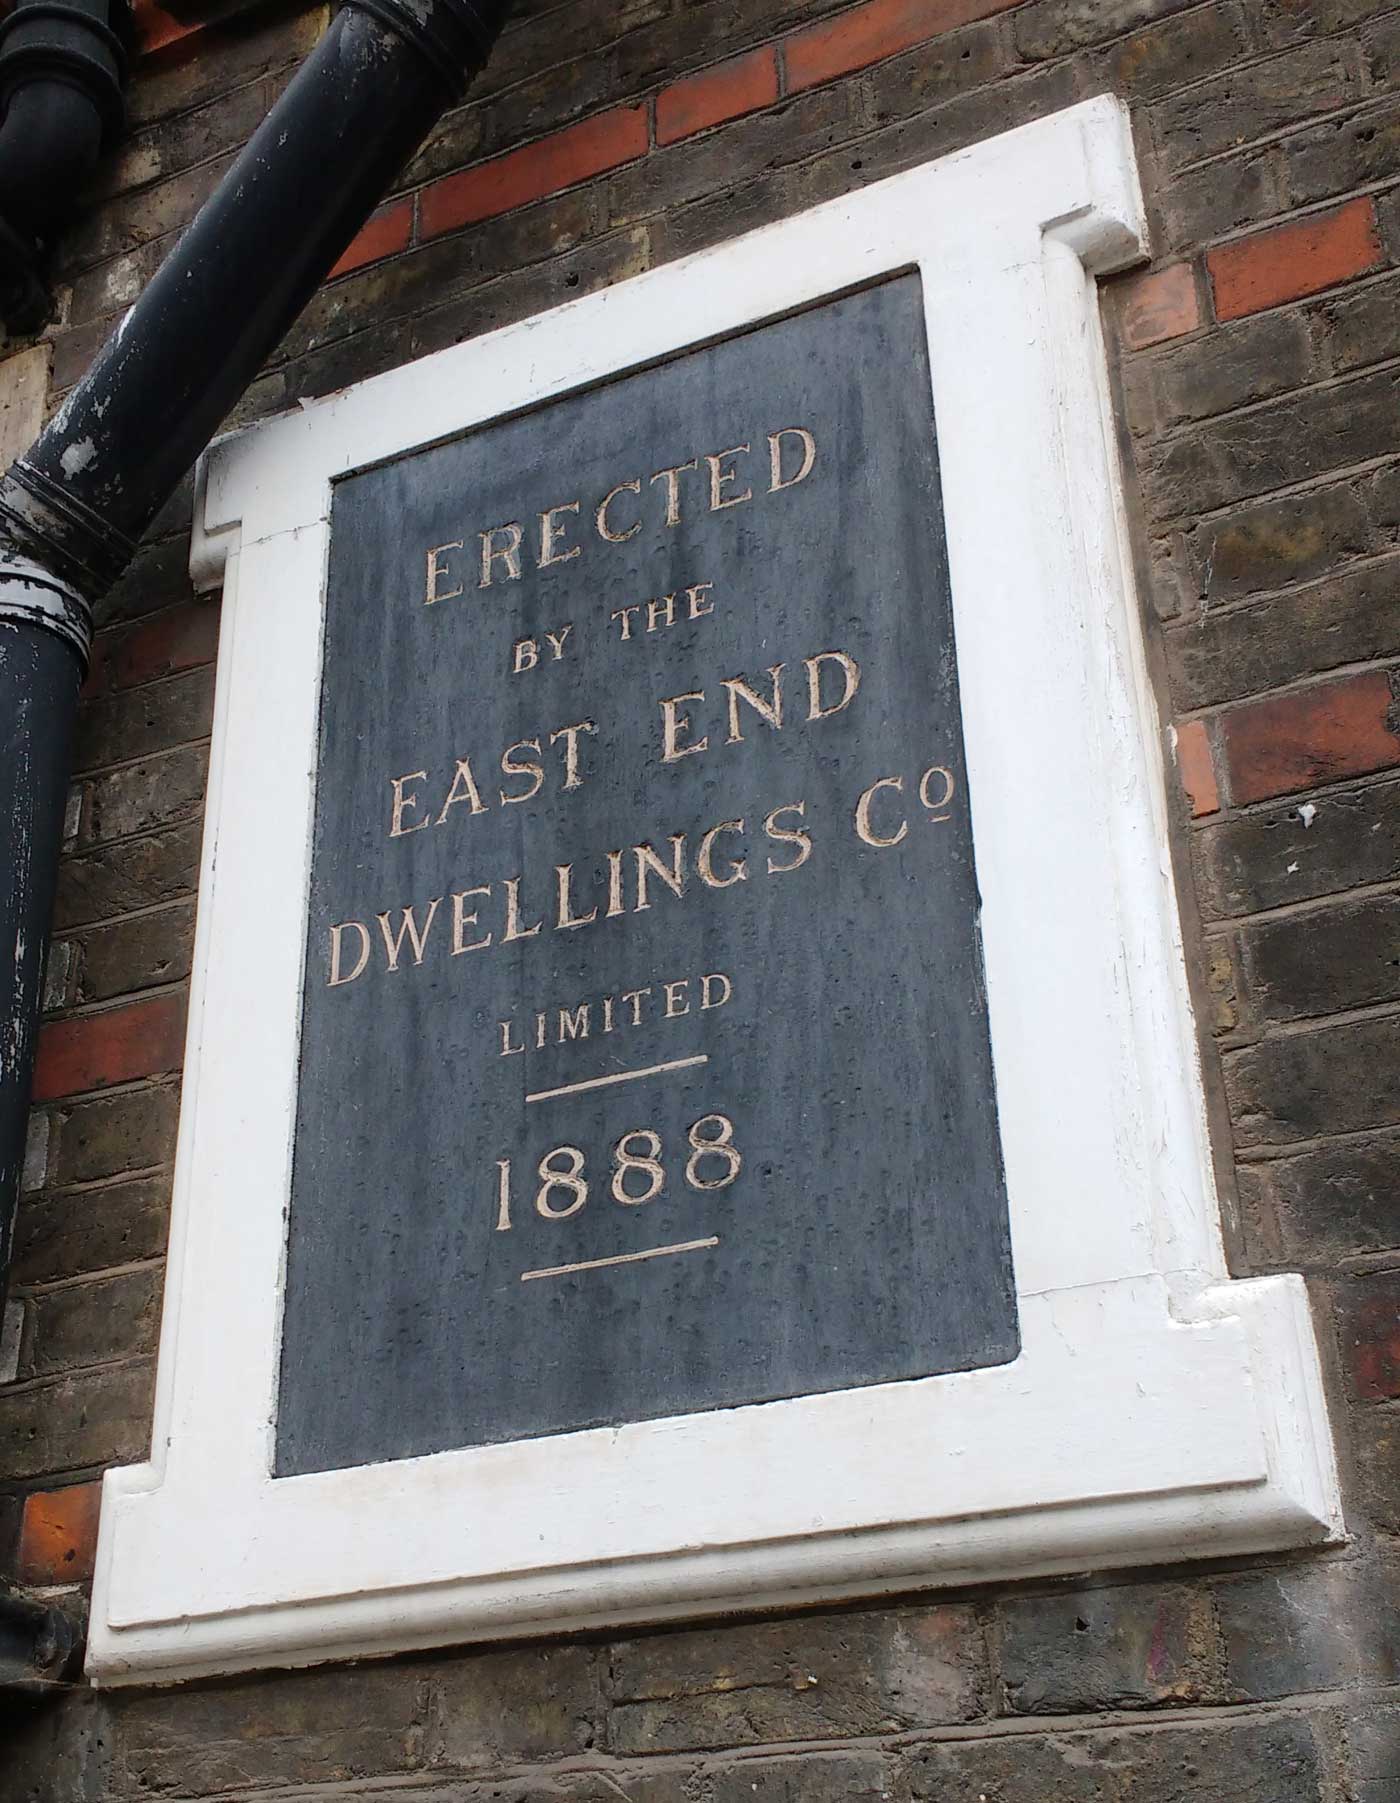 ERECTED
BY THE
EAST END
DWELLINGS Cº
LIMITED
1888